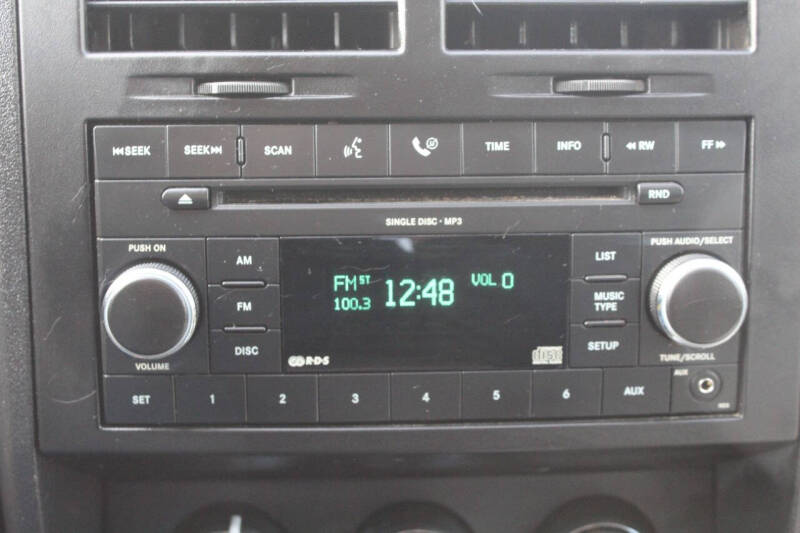 SEEK
SEEK
SCAN
TIME
INFO
RW
FF
RND
SINGLE DISC • MP3
PUSH ON
VOLUME
AM
FM
DISC
FM ST
100.3
12:48
VOL 0
R·D·S
DISC
LIST
MUSIC
TYPE
SETUP
PUSH AUDIO/SELECT
TUNE/SCROLL
SET
1
2
3
4
5
6
AUX
AUX